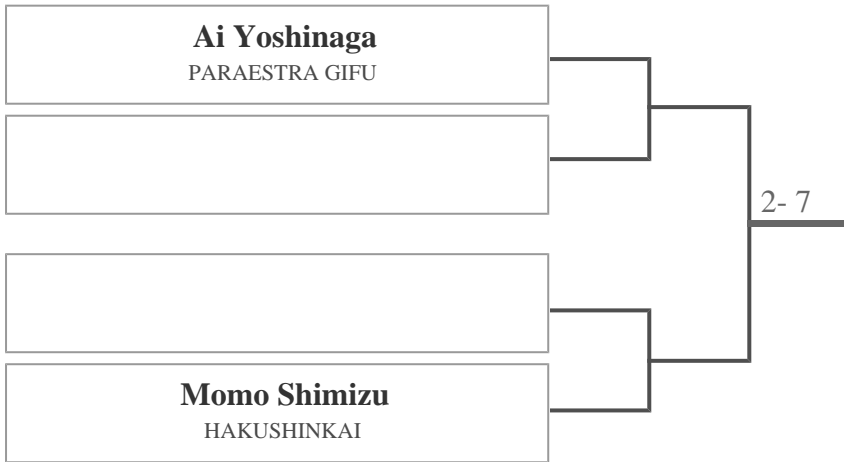 Ai Yoshinaga
PARAESTRA GIFU
2- 7
Momo Shimizu
HAKUSHINKAI